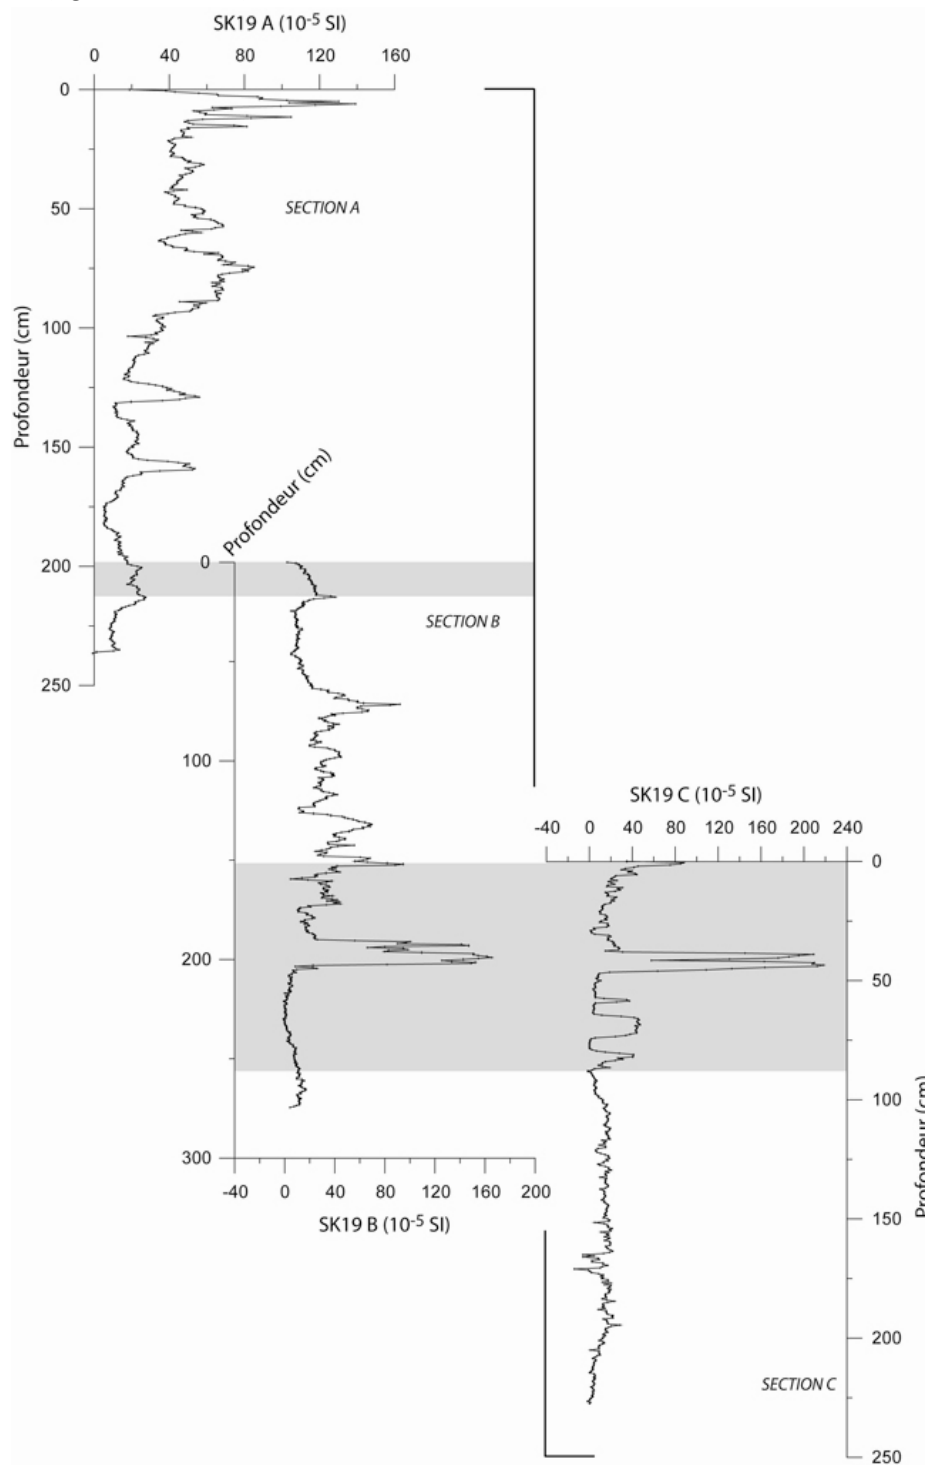 SK19 A (10-5 SI)
0 40 80 120 160
0
50
100
150
200
250
Profondeur (cm)
SECTION A
Profondeur (cm)
0
100
200
300
SECTION B
-40 0 40 80 120 160 200
SK19 B (10-5 SI)
SK19 C (10-5 SI)
-40 0 40 80 120 160 200 240
0
50
100
150
200
250
Profondeur (cm)
SECTION C